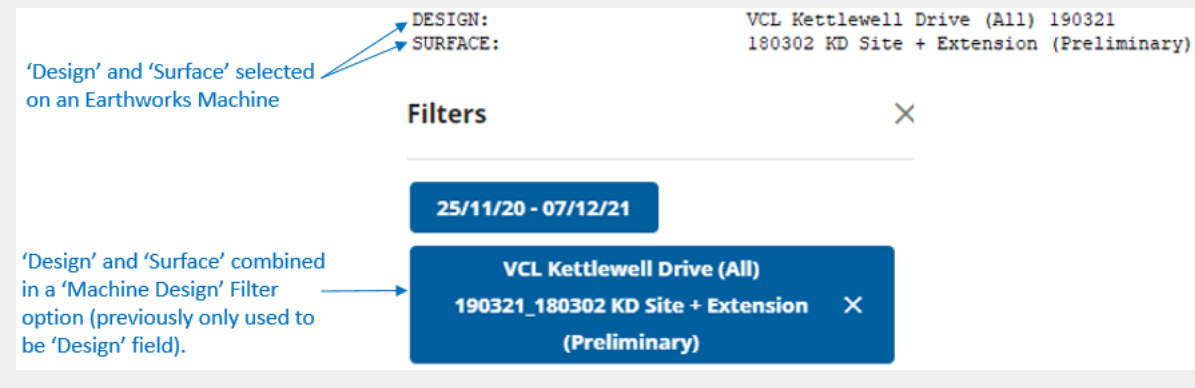 DESIGN: VCL Kettlewell Drive (All) 190321
SURFACE: 180302 KD Site + Extension (Preliminary)
‘Design’ and ‘Surface’ selected
on an Earthworks Machine
Filters
25/11/20 - 07/12/21
‘Design’ and ‘Surface’ combined
in a ‘Machine Design’ Filter
option (previously only used to
be ‘Design’ field).
VCL Kettlewell Drive (All)
190321_180302 KD Site + Extension
(Preliminary)